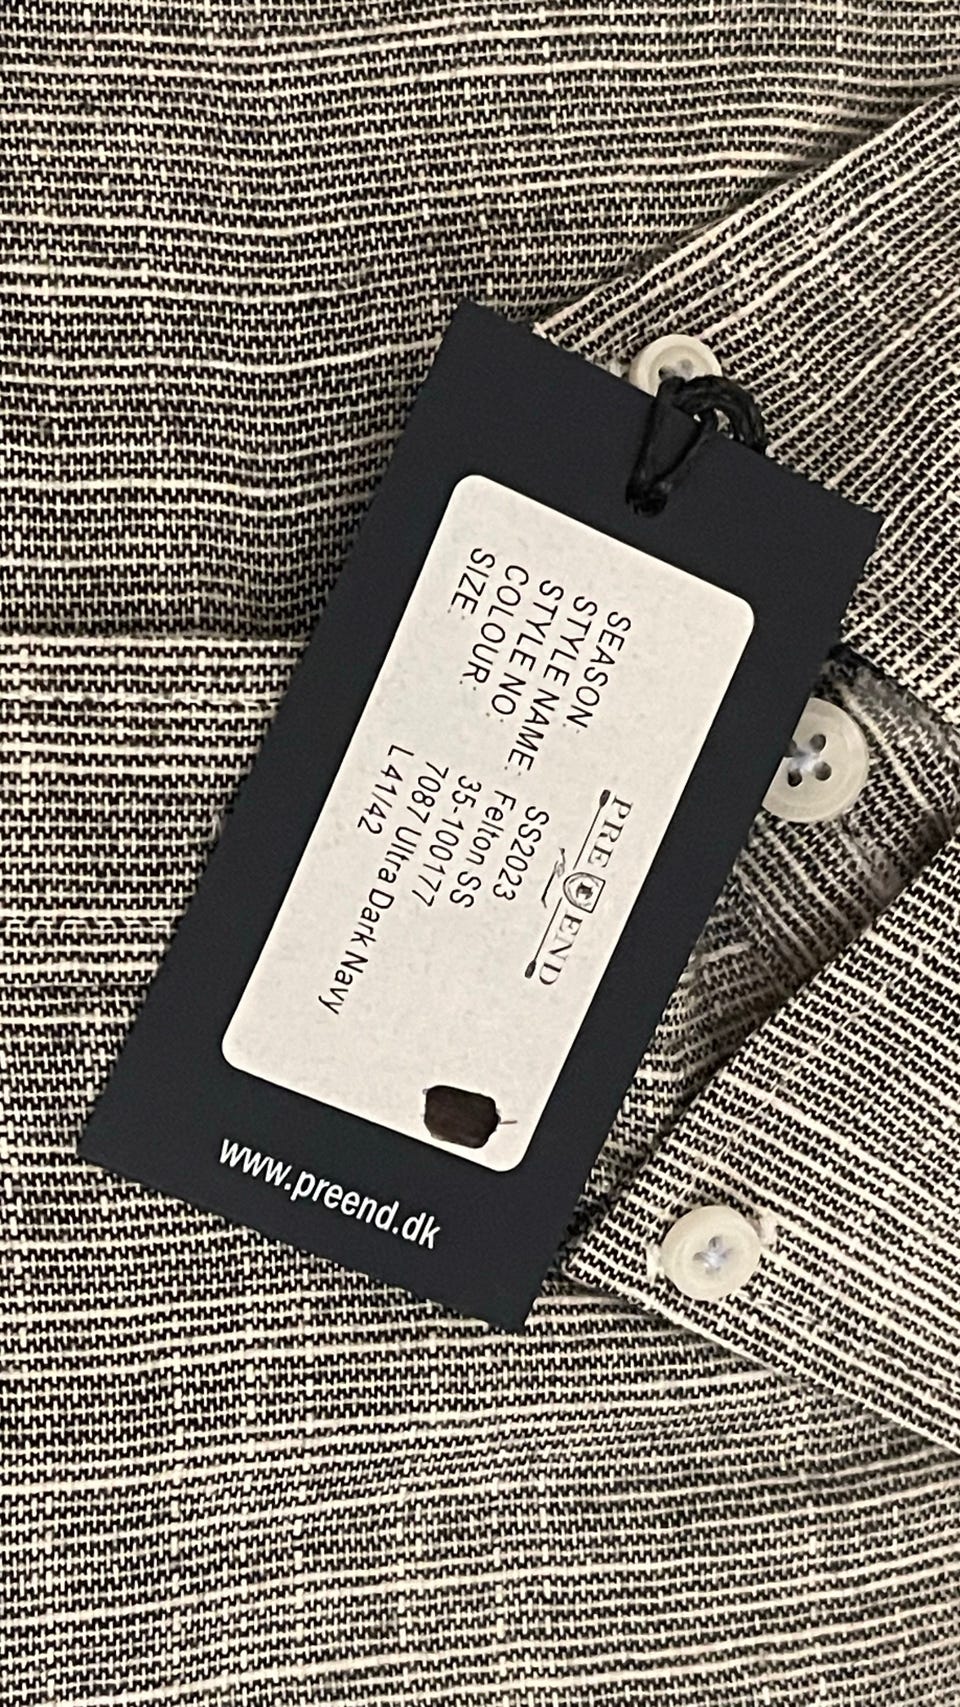 PRE END
SEASON: SS2023
STYLE NAME: Felton SS
STYLE NO: 35-100177
COLOUR: 7087 Ultra Dark Navy
SIZE: L 41/42
www.preend.dk